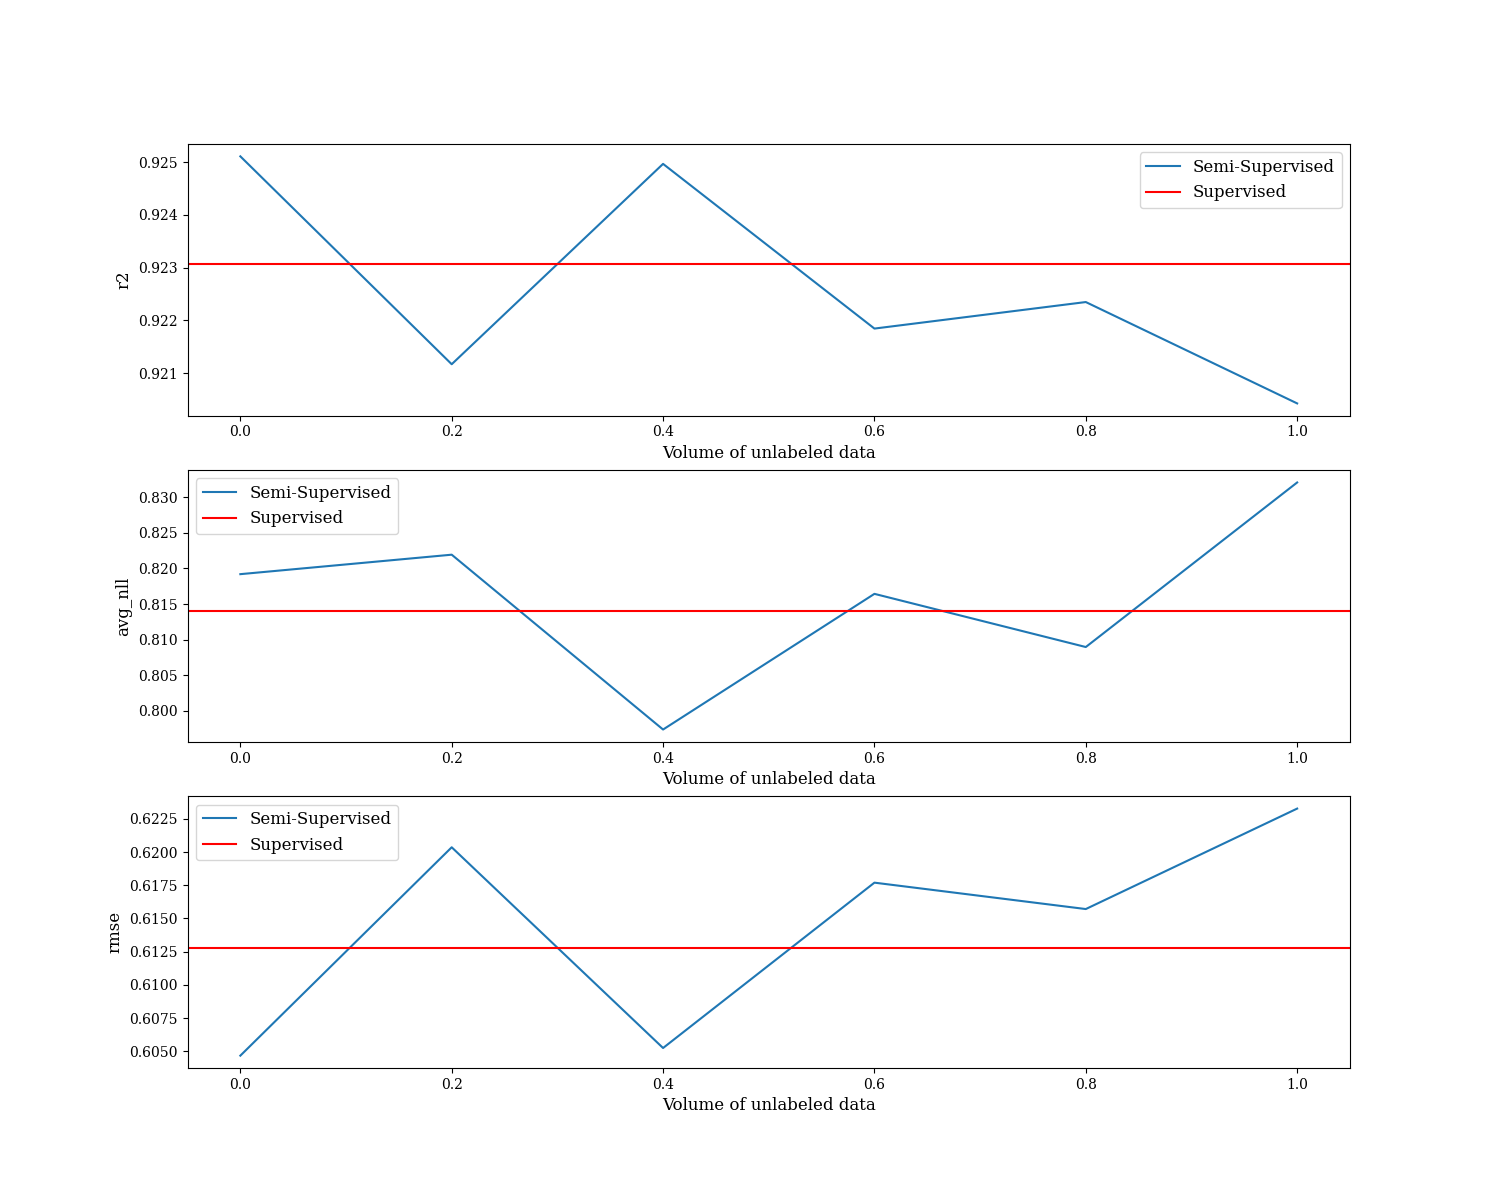 0.925
0.924
0.923
0.922
0.921
r2
Semi-Supervised
Supervised
0.0 0.2 0.4 0.6 0.8 1.0
Volume of unlabeled data
0.830
0.825
0.820
0.815
0.810
0.805
0.800
avg_nll
Semi-Supervised
Supervised
0.0 0.2 0.4 0.6 0.8 1.0
Volume of unlabeled data
0.6225
0.6200
0.6175
0.6150
0.6125
0.6100
0.6075
0.6050
rmse
Semi-Supervised
Supervised
0.0 0.2 0.4 0.6 0.8 1.0
Volume of unlabeled data